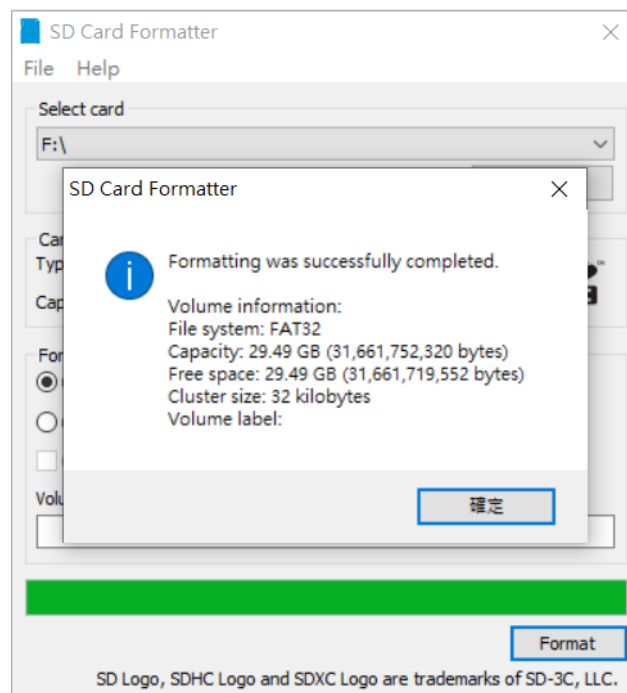 SD Card Formatter
File Help
Select card
F:\
SD Card Formatter
Formatting was successfully completed.
Volume information:
File system: FAT32
Capacity: 29.49 GB (31,661,752,320 bytes)
Free space: 29.49 GB (31,661,719,552 bytes)
Cluster size: 32 kilobytes
Volume label:
確定
Format
SD Logo, SDHC Logo and SDXC Logo are trademarks of SD-3C, LLC.